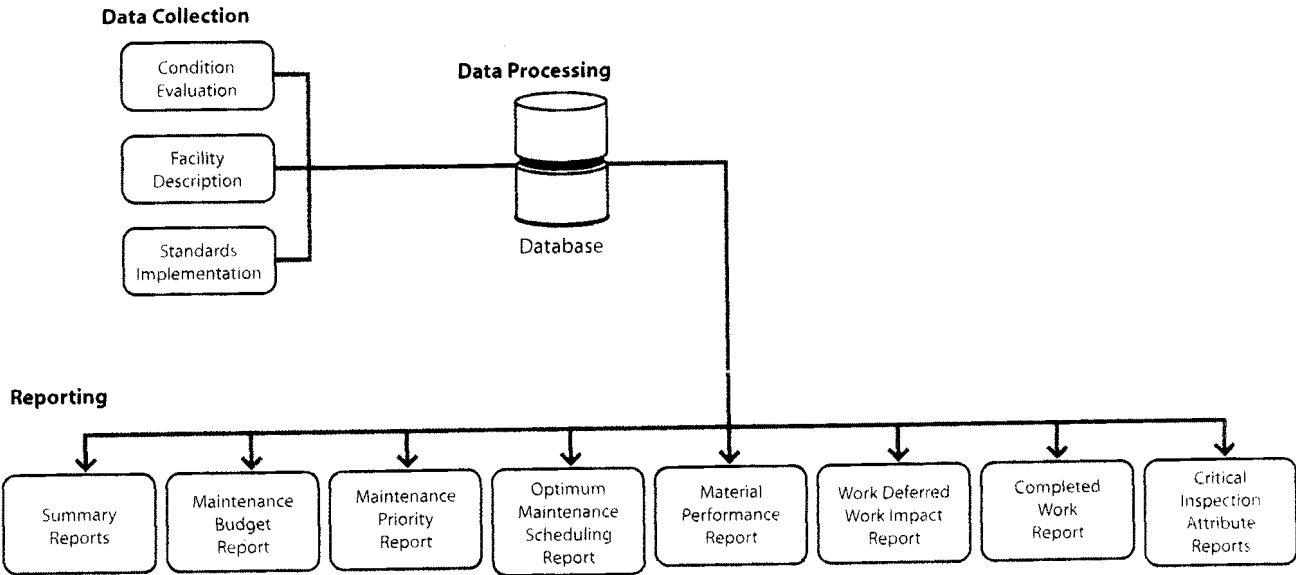 Data Collection
Condition
Evaluation
Facility
Description
Standards
Implementation
Data Processing
Database
Reporting
Summary
Reports
Maintenance
Budget
Report
Maintenance
Priority
Report
Optimum
Maintenance
Scheduling
Report
Material
Performance
Report
Work Deferred
Work Impact
Report
Completed
Work
Report
Critical
Inspection
Attribute
Reports